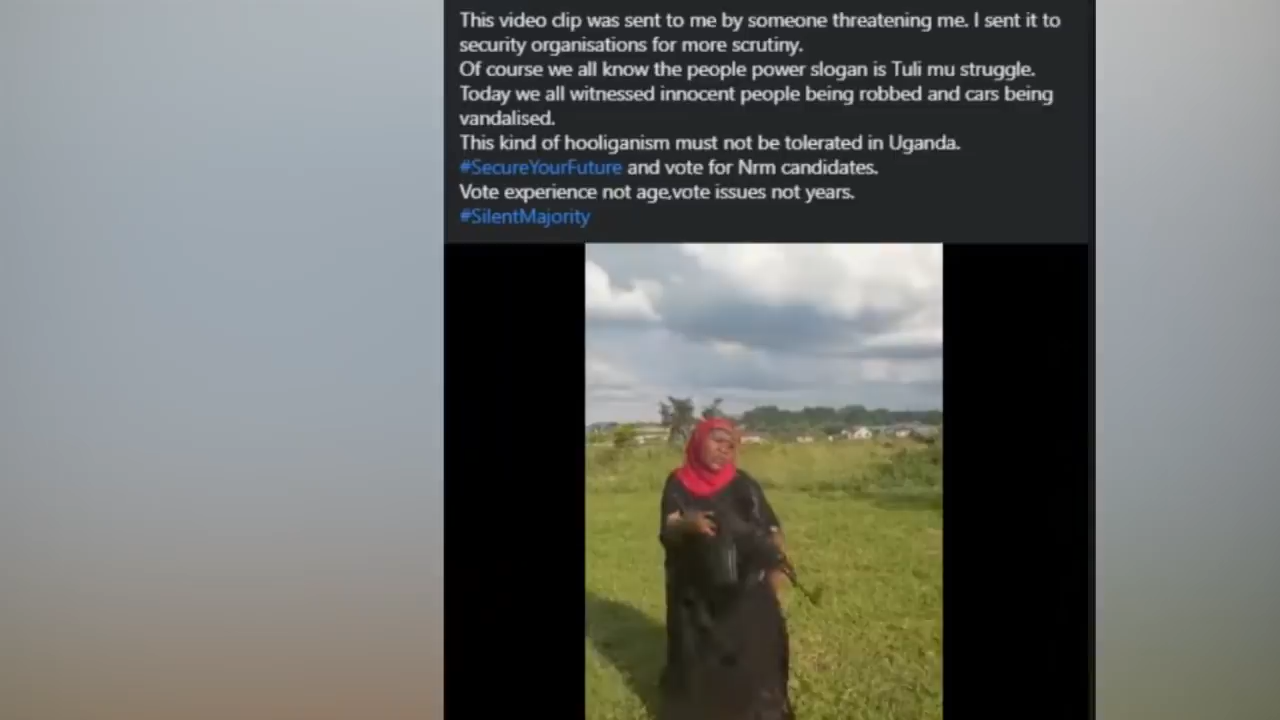 This video clip was sent to me by someone threatening me. I sent it to
security organisations for more scrutiny.
Of course we all know the people power slogan is Tuli mu struggle.
Today we all witnessed innocent people being robbed and cars being
vandalised.
This kind of hooliganism must not be tolerated in Uganda.
#SecureYourFuture and vote for Nrm candidates.
Vote experience not age,vote issues not years.
#SilentMajority